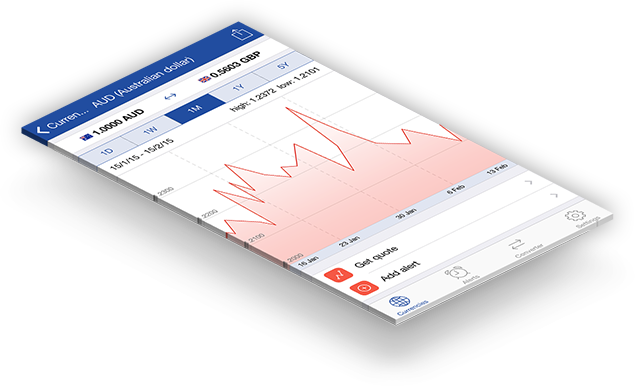 Curren... AUD (Australian dollar)
1.0000 AUD 0.5603 GBP
1D 1W 1M 1Y 5Y
15/1/15 - 15/2/15 high: 1.2372 low: 1.2101
2300
2200
2100
2000
16 Jan 23 Jan 30 Jan 6 Feb 13 Feb
Get quote
Add alert
Currencies Alerts Converter Settings